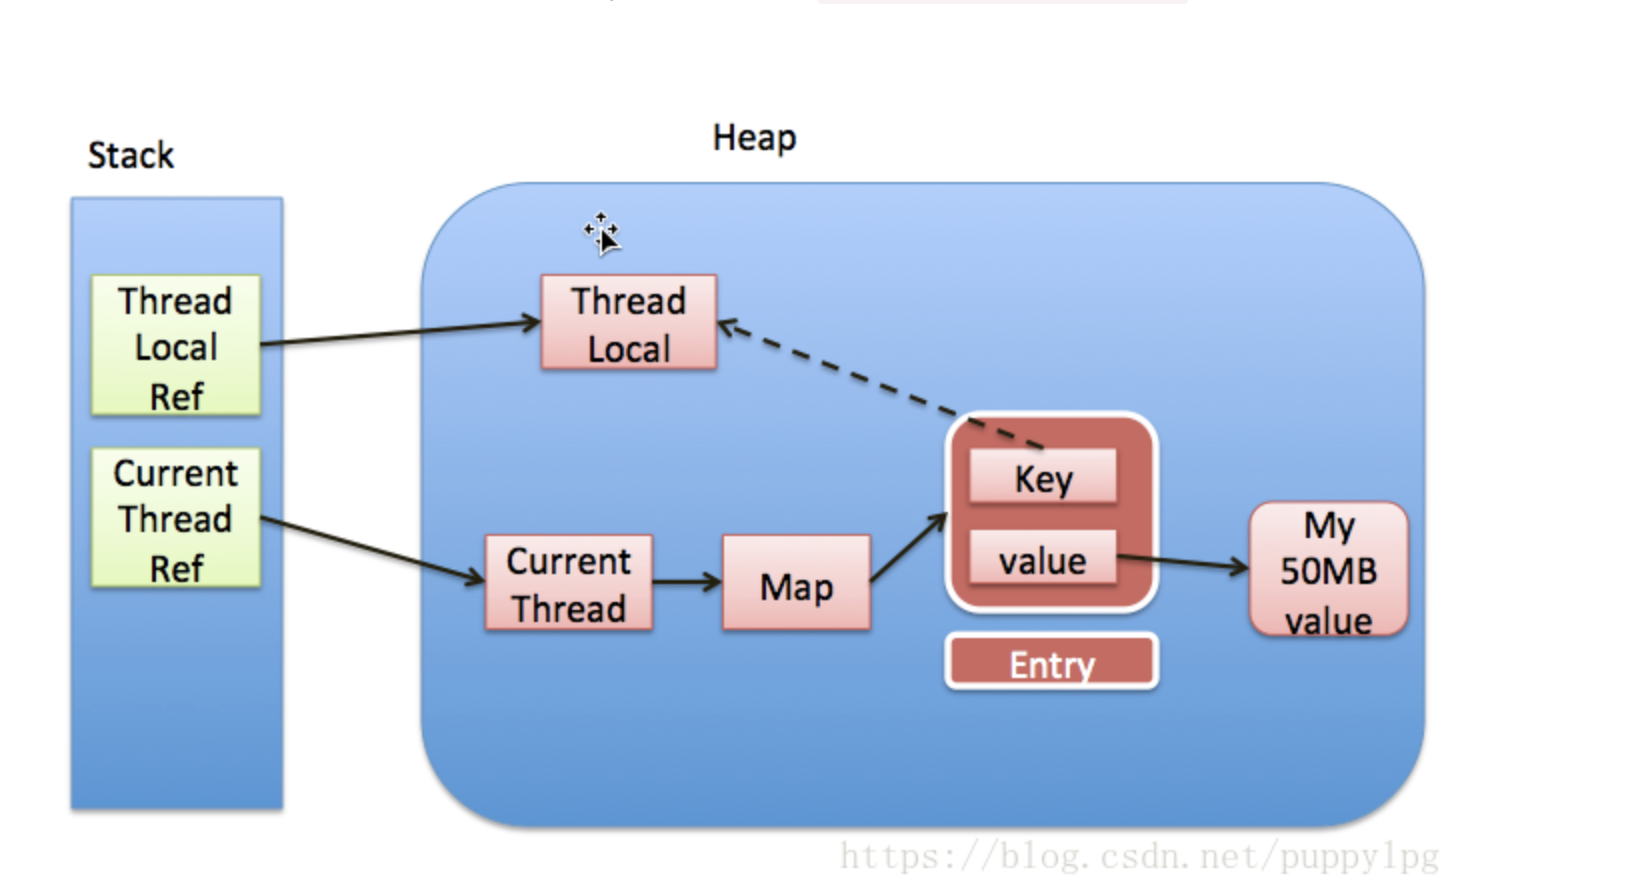 Stack
Heap
Thread
Local
Ref
Thread
Local
Current
Thread
Ref
Current
Thread
Map
Key
value
Entry
My
50MB
value
https://blog.csdn.net/puppylpg